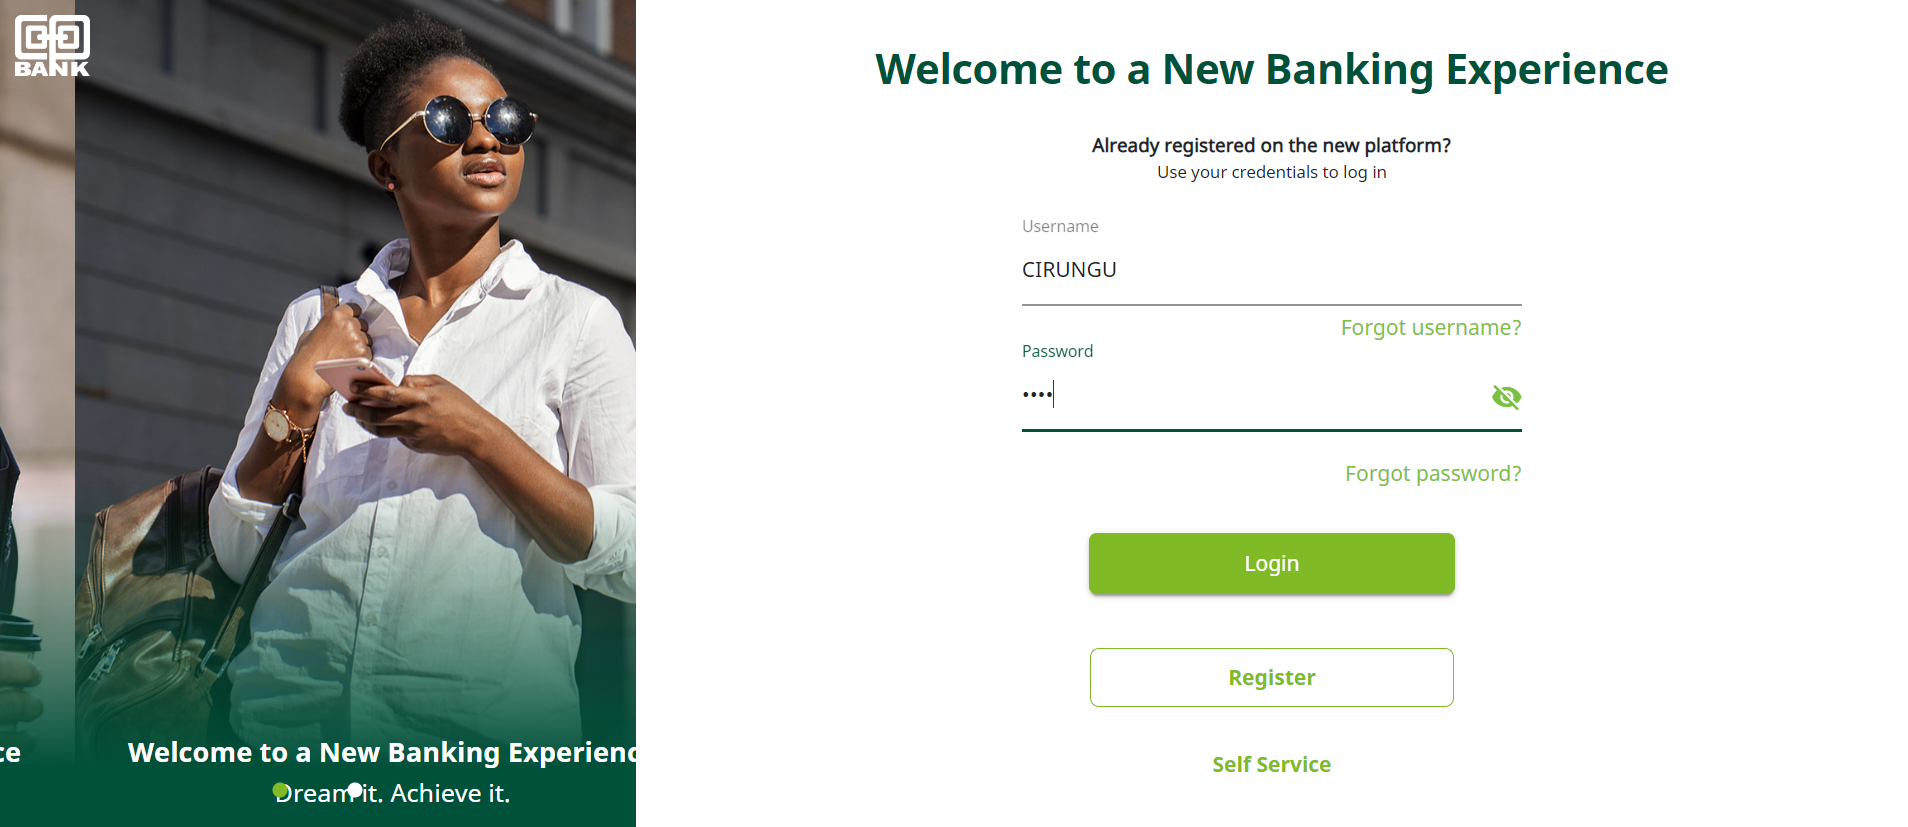 BANK
ce
Welcome to a New Banking Experienc
Dream it. Achieve it.
Welcome to a New Banking Experience
Already registered on the new platform?
Use your credentials to log in
Username
CIRUNGU
Forgot username?
Password
••••
Forgot password?
Login
Register
Self Service